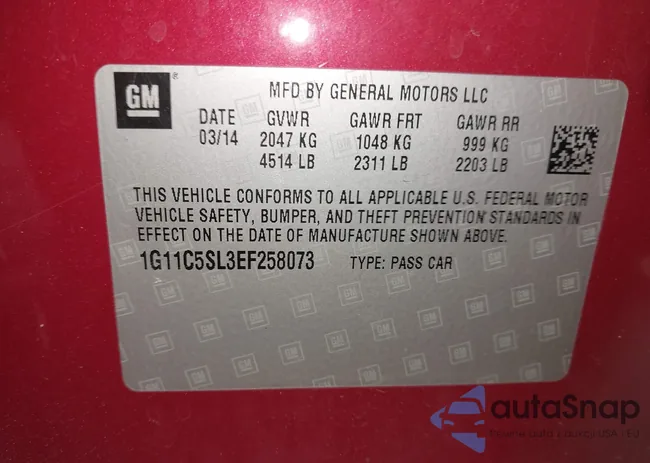 GM ® MFD BY GENERAL MOTORS LLC
DATE GVWR GAWR FRT GAWR RR
03/14 2047 KG 1048 KG 999 KG
4514 LB 2311 LB 2203 LB
THIS VEHICLE CONFORMS TO ALL APPLICABLE U.S. FEDERAL MOTOR
VEHICLE SAFETY, BUMPER, AND THEFT PREVENTION STANDARDS IN
EFFECT ON THE DATE OF MANUFACTURE SHOWN ABOVE.
1G11C5SL3EF258073 TYPE: PASS CAR
autaSnap